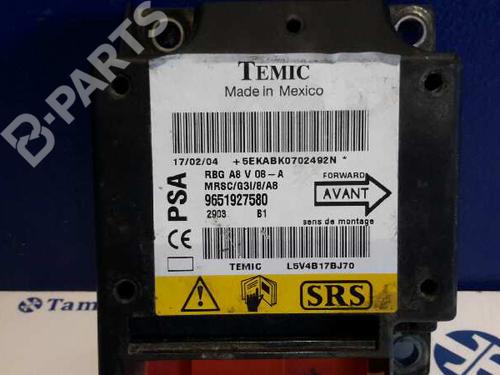 B-PARTS
TEMIC
Made in Mexico
17/02/04 +5EKABK0702492N *
PSA
RBG A8 V 08-A
MRSC/G3I/8/A8
9651927580
2903 B1
FORWARD
AVANT
sens de montage
CE
TEMIC L5V4B17BJ70
SRS
Tam